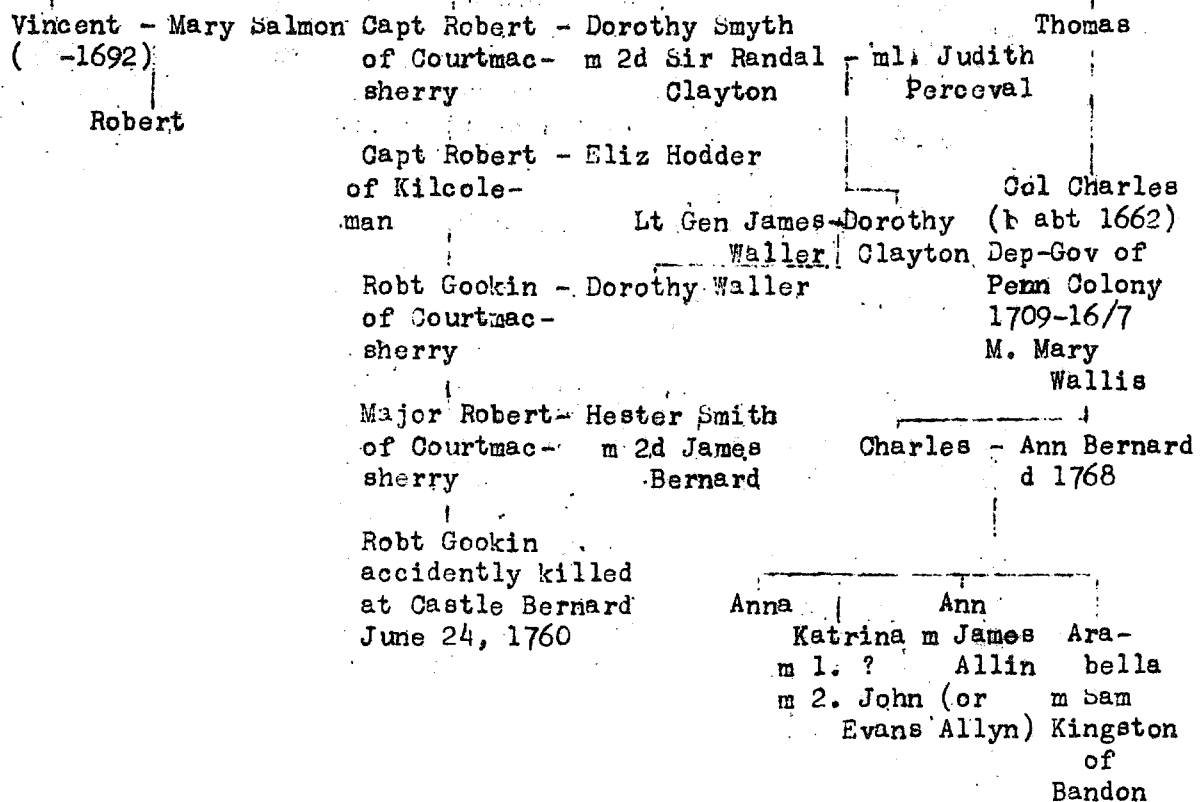 Vincent - Mary Salmon Capt Robert - Dorothy Smyth Thomas
( -1692) of Courtmac- m 2d Sir Randal - m1. Judith
sherry Clayton Perceval
Robert
Capt Robert - Eliz Hodder
of Kilcole- Col Charles
man Lt Gen James-Dorothy (b abt 1662)
Waller Clayton Dep-Gov of
Robt Gookin - Dorothy Waller Penn Colony
of Courtmac- 1709-16/7
sherry M. Mary
Wallis
Major Robert- Hester Smith
of Courtmac- m 2d James Charles - Ann Bernard
sherry Bernard d 1768
Robt Gookin
accidently killed
at Castle Bernard Anna Ann
June 24, 1760 Katrina m James Ara-
m 1. ? Allin bella
m 2. John (or m Sam
Evans Allyn) Kingston
of
Bandon